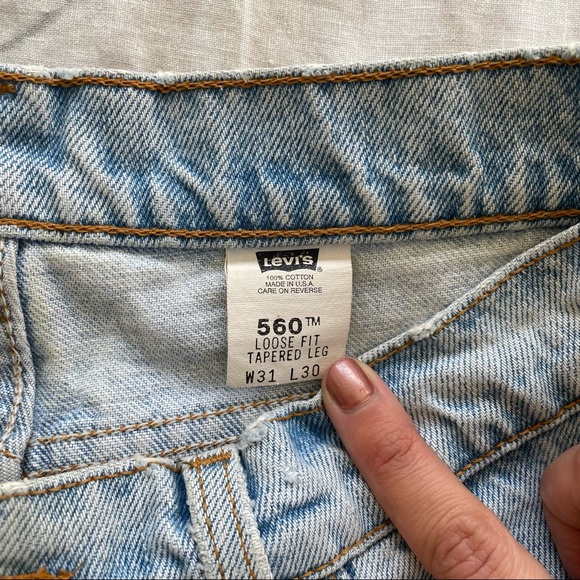 Levi's ®
100% COTTON
MADE IN U.S.A.
CARE ON REVERSE
560™
LOOSE FIT
TAPERED LEG
W31 L30